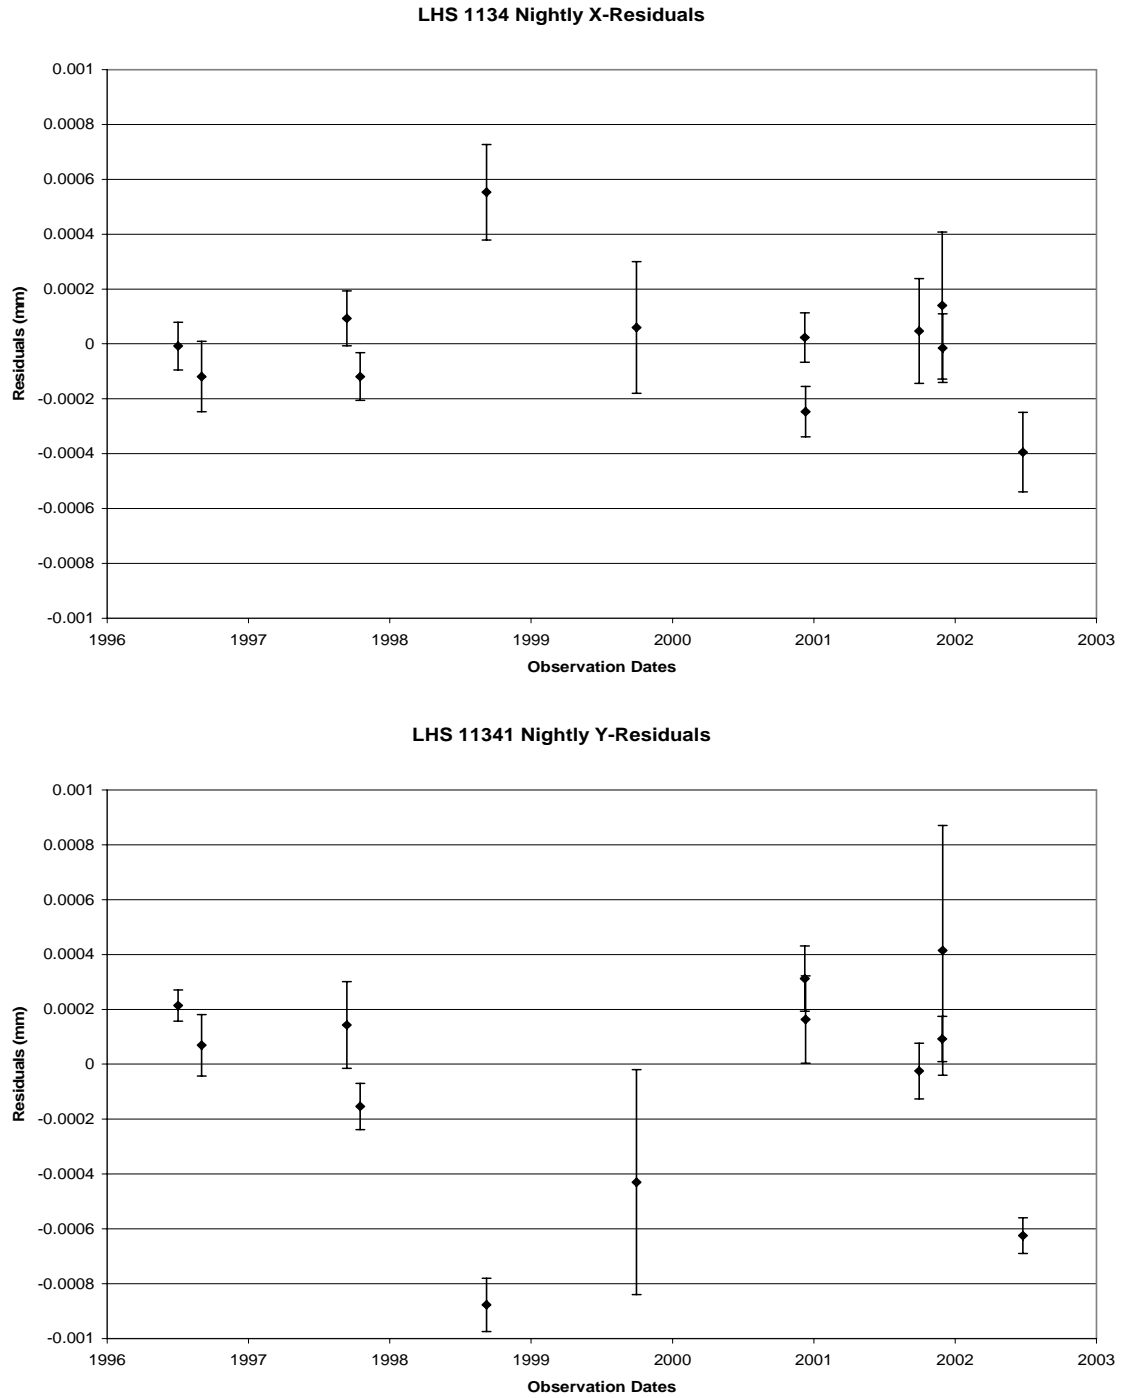 LHS 1134 Nightly X-Residuals
0.001
0.0008
0.0006
0.0004
0.0002
0
-0.0002
-0.0004
-0.0006
-0.0008
-0.001
Residuals (mm)
1996 1997 1998 1999 2000 2001 2002 2003
Observation Dates
LHS 11341 Nightly Y-Residuals
0.001
0.0008
0.0006
0.0004
0.0002
0
-0.0002
-0.0004
-0.0006
-0.0008
-0.001
Residuals (mm)
1996 1997 1998 1999 2000 2001 2002 2003
Observation Dates